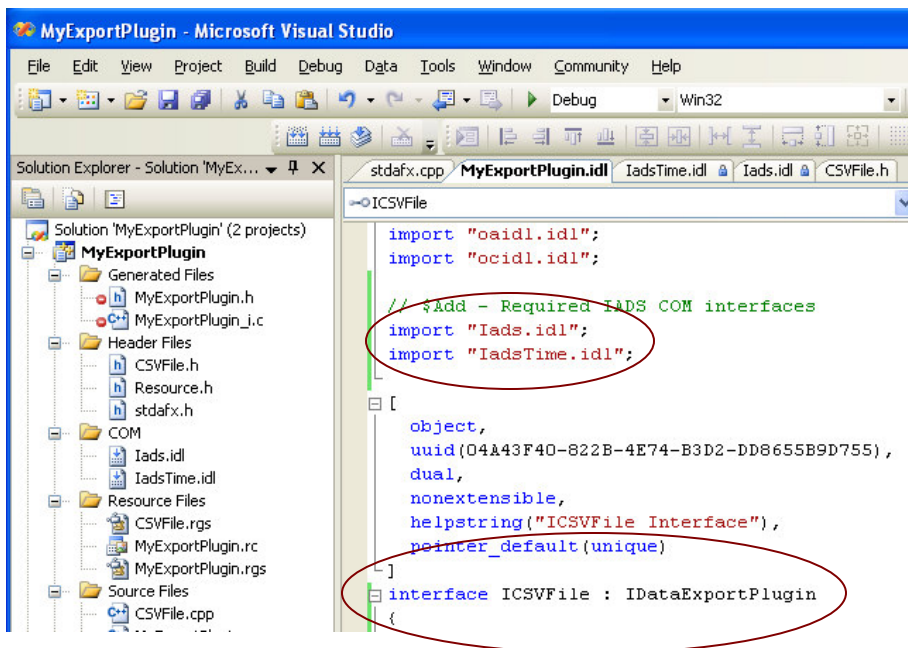 MyExportPlugin - Microsoft Visual Studio
File Edit View Project Build Debug Data Tools Window Community Help
Debug Win32
Solution Explorer - Solution 'MyEx...
stdafx.cpp MyExportPlugin.idl IadsTime.idl Iads.idl CSVFile.h
ICSVFile
Solution 'MyExportPlugin' (2 projects)
MyExportPlugin
Generated Files
MyExportPlugin.h
MyExportPlugin_i.c
Header Files
CSVFile.h
Resource.h
stdafx.h
COM
Iads.idl
IadsTime.idl
Resource Files
CSVFile.rgs
MyExportPlugin.rc
MyExportPlugin.rgs
Source Files
CSVFile.cpp
import "oaidl.idl";
import "ocidl.idl";
// $Add - Required IADS COM interfaces
import "Iads.idl";
import "IadsTime.idl";
[
object,
uuid(04A43F40-822B-4E74-B3D2-DD8655B9D755),
dual,
nonextensible,
helpstring("ICSVFile Interface"),
pointer_default(unique)
]
interface ICSVFile : IDataExportPlugin
{